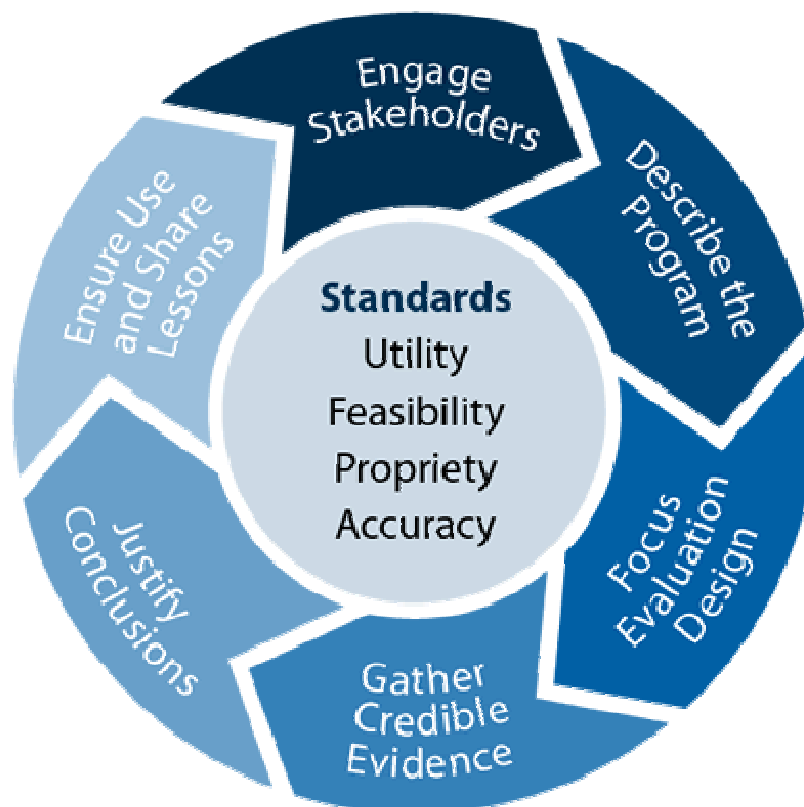 Engage
Stakeholders
Describe the
Program
Focus
Evaluation
Design
Gather
Credible
Evidence
Justify
Conclusions
Ensure Use
and Share
Lessons
Standards
Utility
Feasibility
Propriety
Accuracy